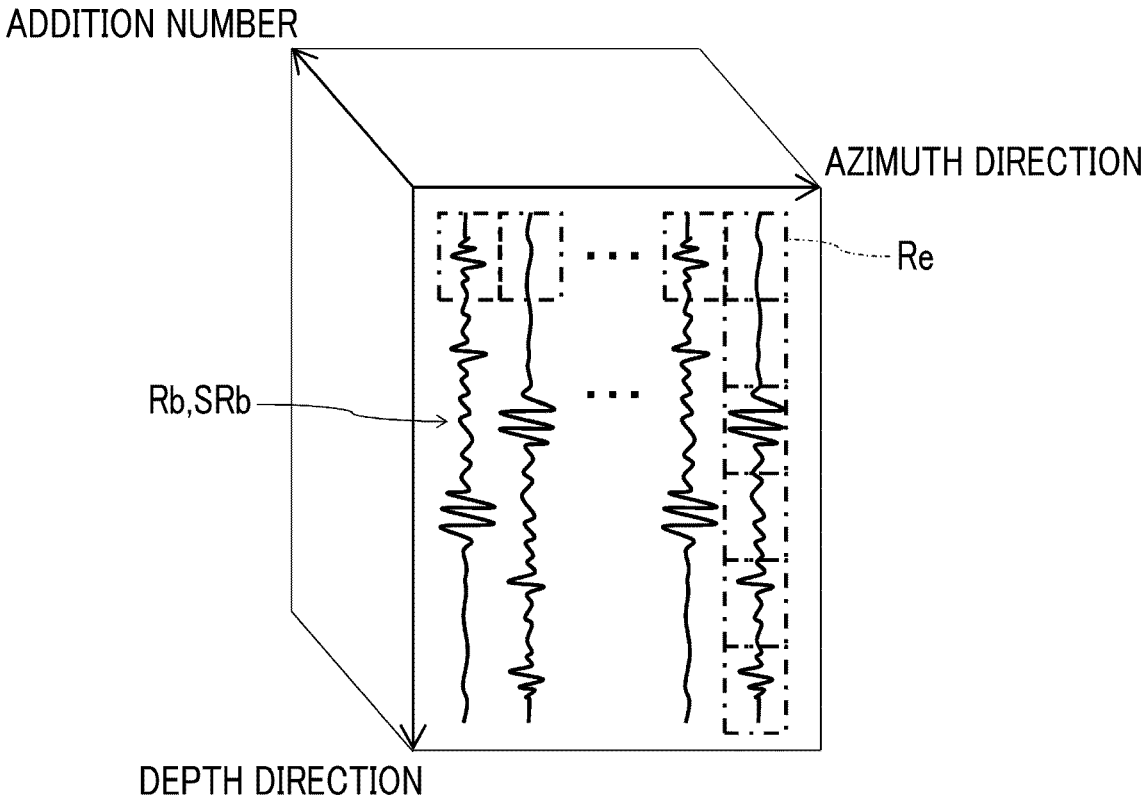 ADDITION NUMBER
AZIMUTH DIRECTION
Re
Rb,SRb
DEPTH DIRECTION